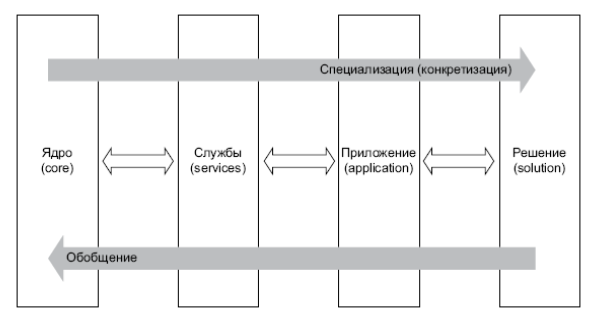 Специализация (конкретизация)
Ядро
(core)
Службы
(services)
Приложение
(application)
Решение
(solution)
Обобщение